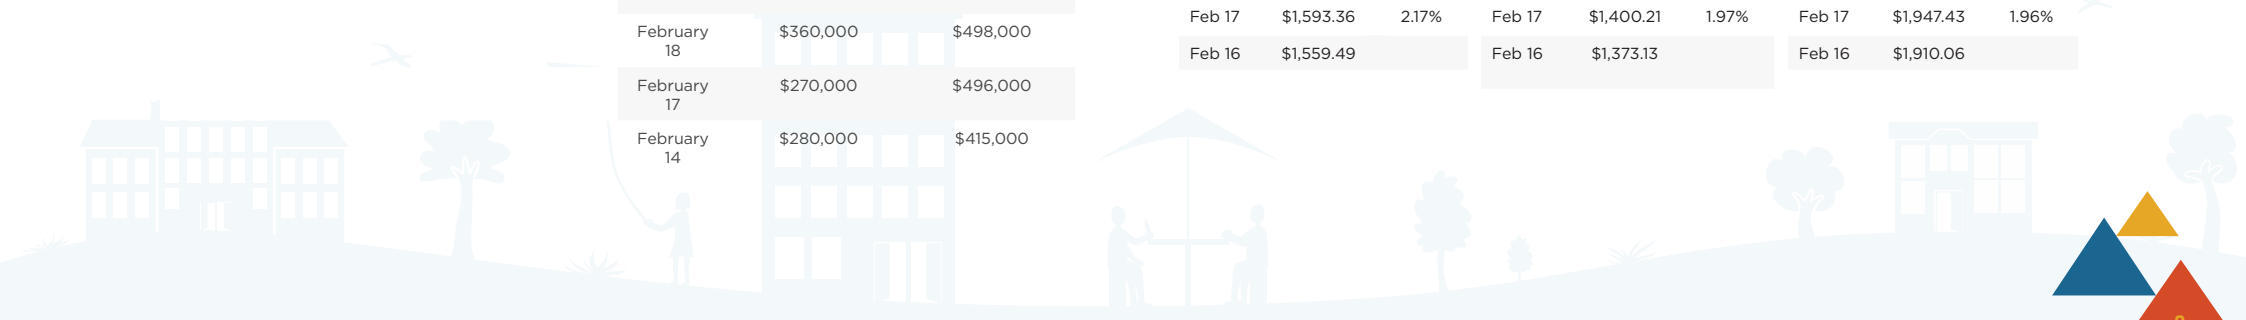 February $360,000 $498,000
18
February $270,000 $496,000
17
February $280,000 $415,000
14
Feb 17 $1,593.36 2.17%
Feb 16 $1,559.49
Feb 17 $1,400.21 1.97%
Feb 16 $1,373.13
Feb 17 $1,947.43 1.96%
Feb 16 $1,910.06